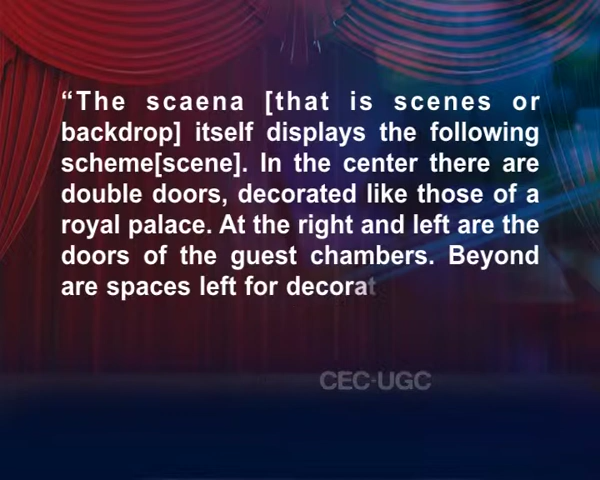 “The scaena [that is scenes or
backdrop] itself displays the following
scheme[scene]. In the center there are
double doors, decorated like those of a
royal palace. At the right and left are the
doors of the guest chambers. Beyond
are spaces left for decorat
CEC-UGC